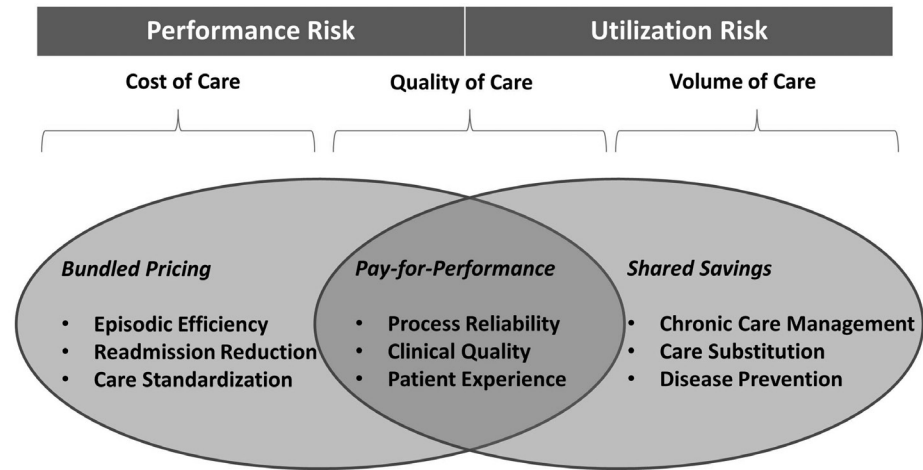 Performance Risk
Utilization Risk
Cost of Care
Quality of Care
Volume of Care
Bundled Pricing
• Episodic Efficiency
• Readmission Reduction
• Care Standardization
Pay-for-Performance
• Process Reliability
• Clinical Quality
• Patient Experience
Shared Savings
• Chronic Care Management
• Care Substitution
• Disease Prevention